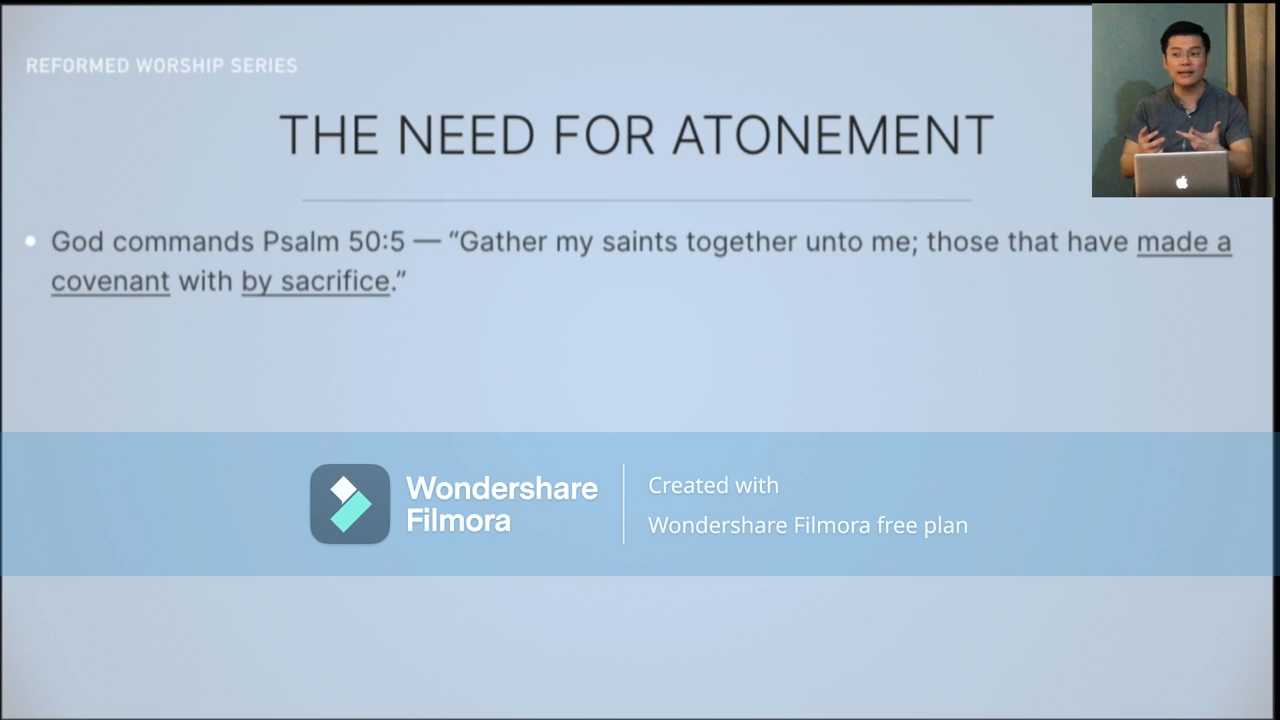 REFORMED WORSHIP SERIES
THE NEED FOR ATONEMENT
God commands Psalm 50:5 — “Gather my saints together unto me; those that have made a
covenant with by sacrifice.”
Wondershare
Filmora
Created with
Wondershare Filmora free plan